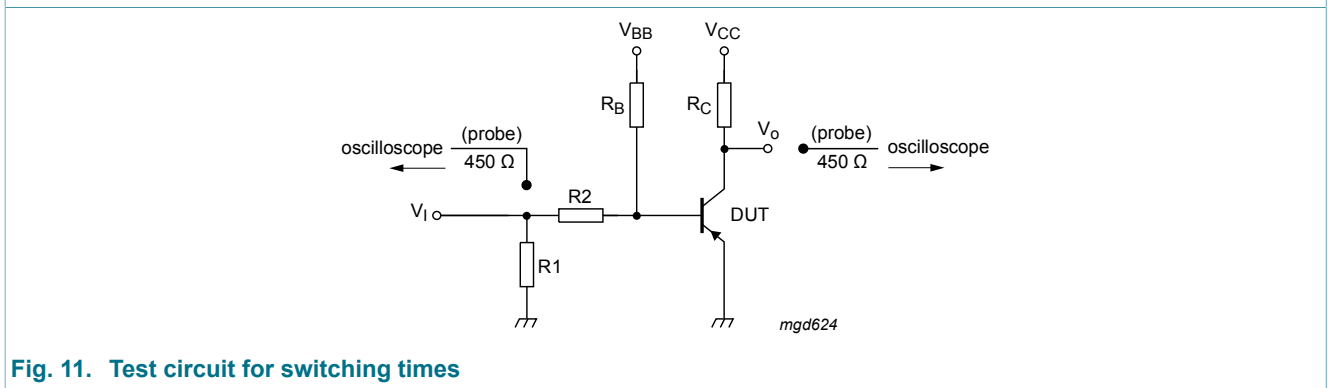 VBB
VCC
RB
RC
Vo
(probe)
450 Ω
oscilloscope
(probe)
450 Ω
oscilloscope
R2
VI
DUT
R1
mgd624
Fig. 11. Test circuit for switching times